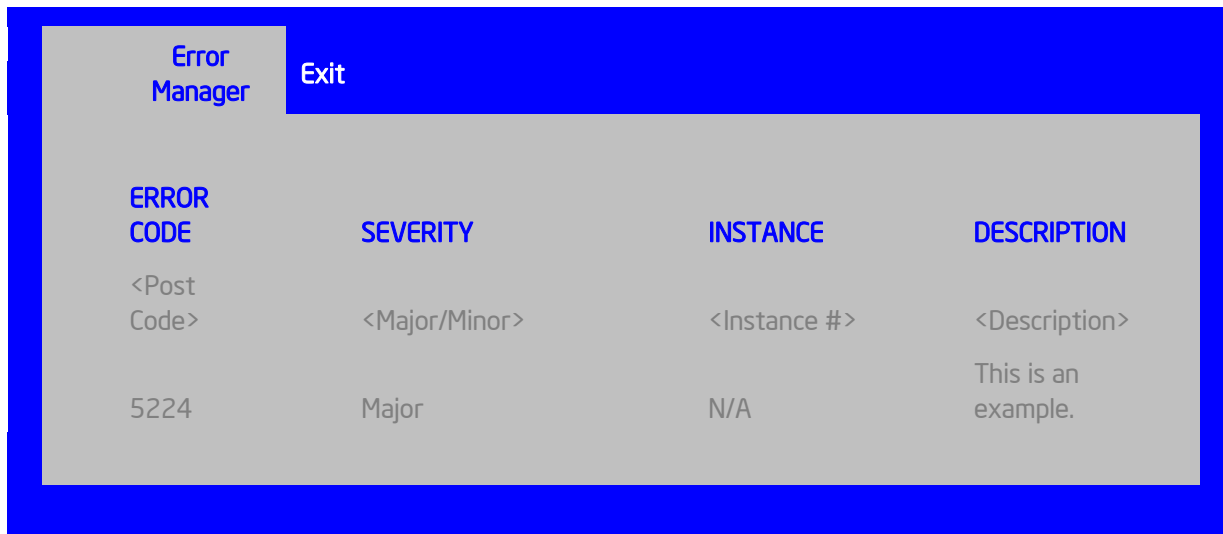 Error
Manager
Exit
ERROR
CODE
SEVERITY
INSTANCE
DESCRIPTION
<Post
Code>
<Major/Minor>
<Instance #>
<Description>
5224
Major
N/A
This is an
example.